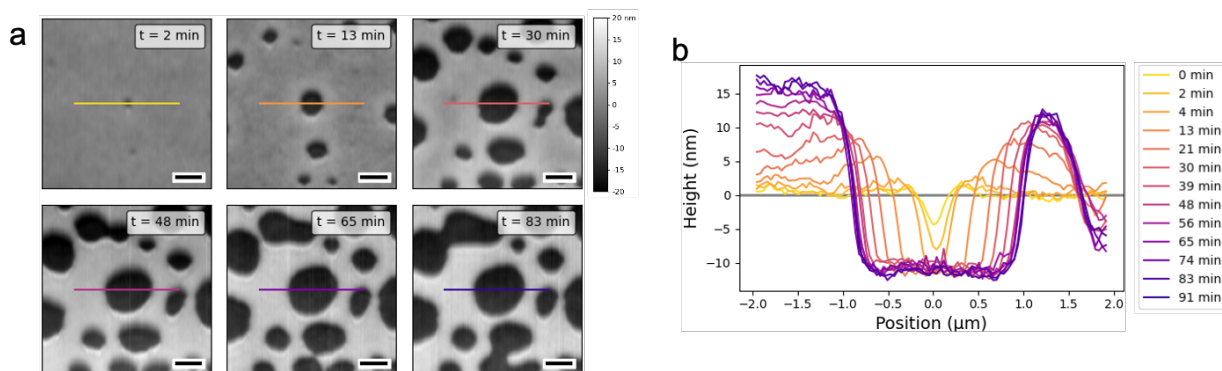 a
t = 2 min
t = 13 min
t = 30 min
20 nm
15
10
5
0
-5
-10
-15
-20
t = 48 min
t = 65 min
t = 83 min
b
Height (nm)
15
10
5
0
−5
−10
−2.0 −1.5 −1.0 −0.5 0.0 0.5 1.0 1.5 2.0
Position (µm)
0 min
2 min
4 min
13 min
21 min
30 min
39 min
48 min
56 min
65 min
74 min
83 min
91 min